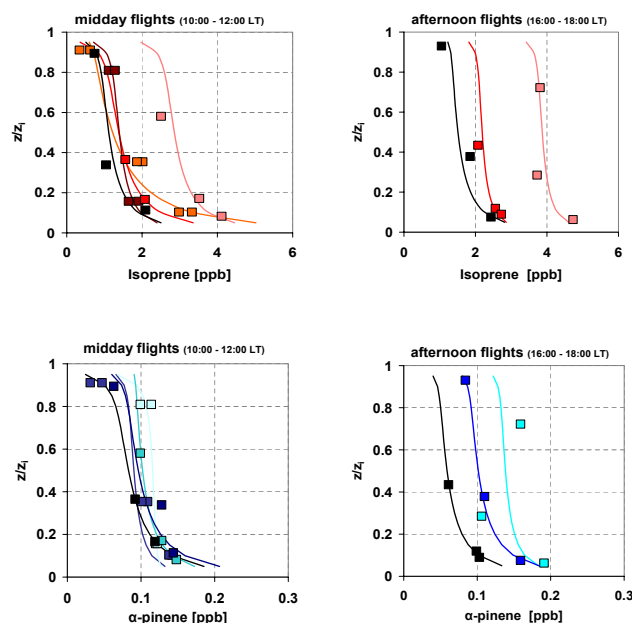 midday flights (10:00 - 12:00 LT)
1
0.8
0.6
0.4
0.2
0
z/zi
0 2 4 6
Isoprene [ppb]
afternoon flights (16:00 - 18:00 LT)
1
0.8
0.6
0.4
0.2
0
z/zi
0 2 4 6
Isoprene [ppb]
midday flights (10:00 - 12:00 LT)
1
0.8
0.6
0.4
0.2
0
z/zi
0 0.1 0.2 0.3
α-pinene [ppb]
afternoon flights (16:00 - 18:00 LT)
1
0.8
0.6
0.4
0.2
0
z/zi
0 0.1 0.2 0.3
α-pinene [ppb]